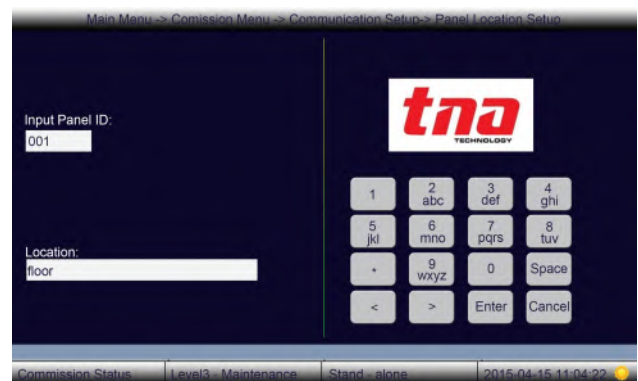 Main Menu -> Comission Menu -> Communication Setup-> Panel Location Setup
Input Panel ID:
001
Location:
floor
tna
TECHNOLOGY
1
2
abc
3
def
4
ghi
5
jkl
6
mno
7
pqrs
8
tuv
9
wxyz
0
Space
<
>
Enter
Cancel
Commission Status
Level3 - Maintenance
Stand - alone
2015-04-15 11:04:22